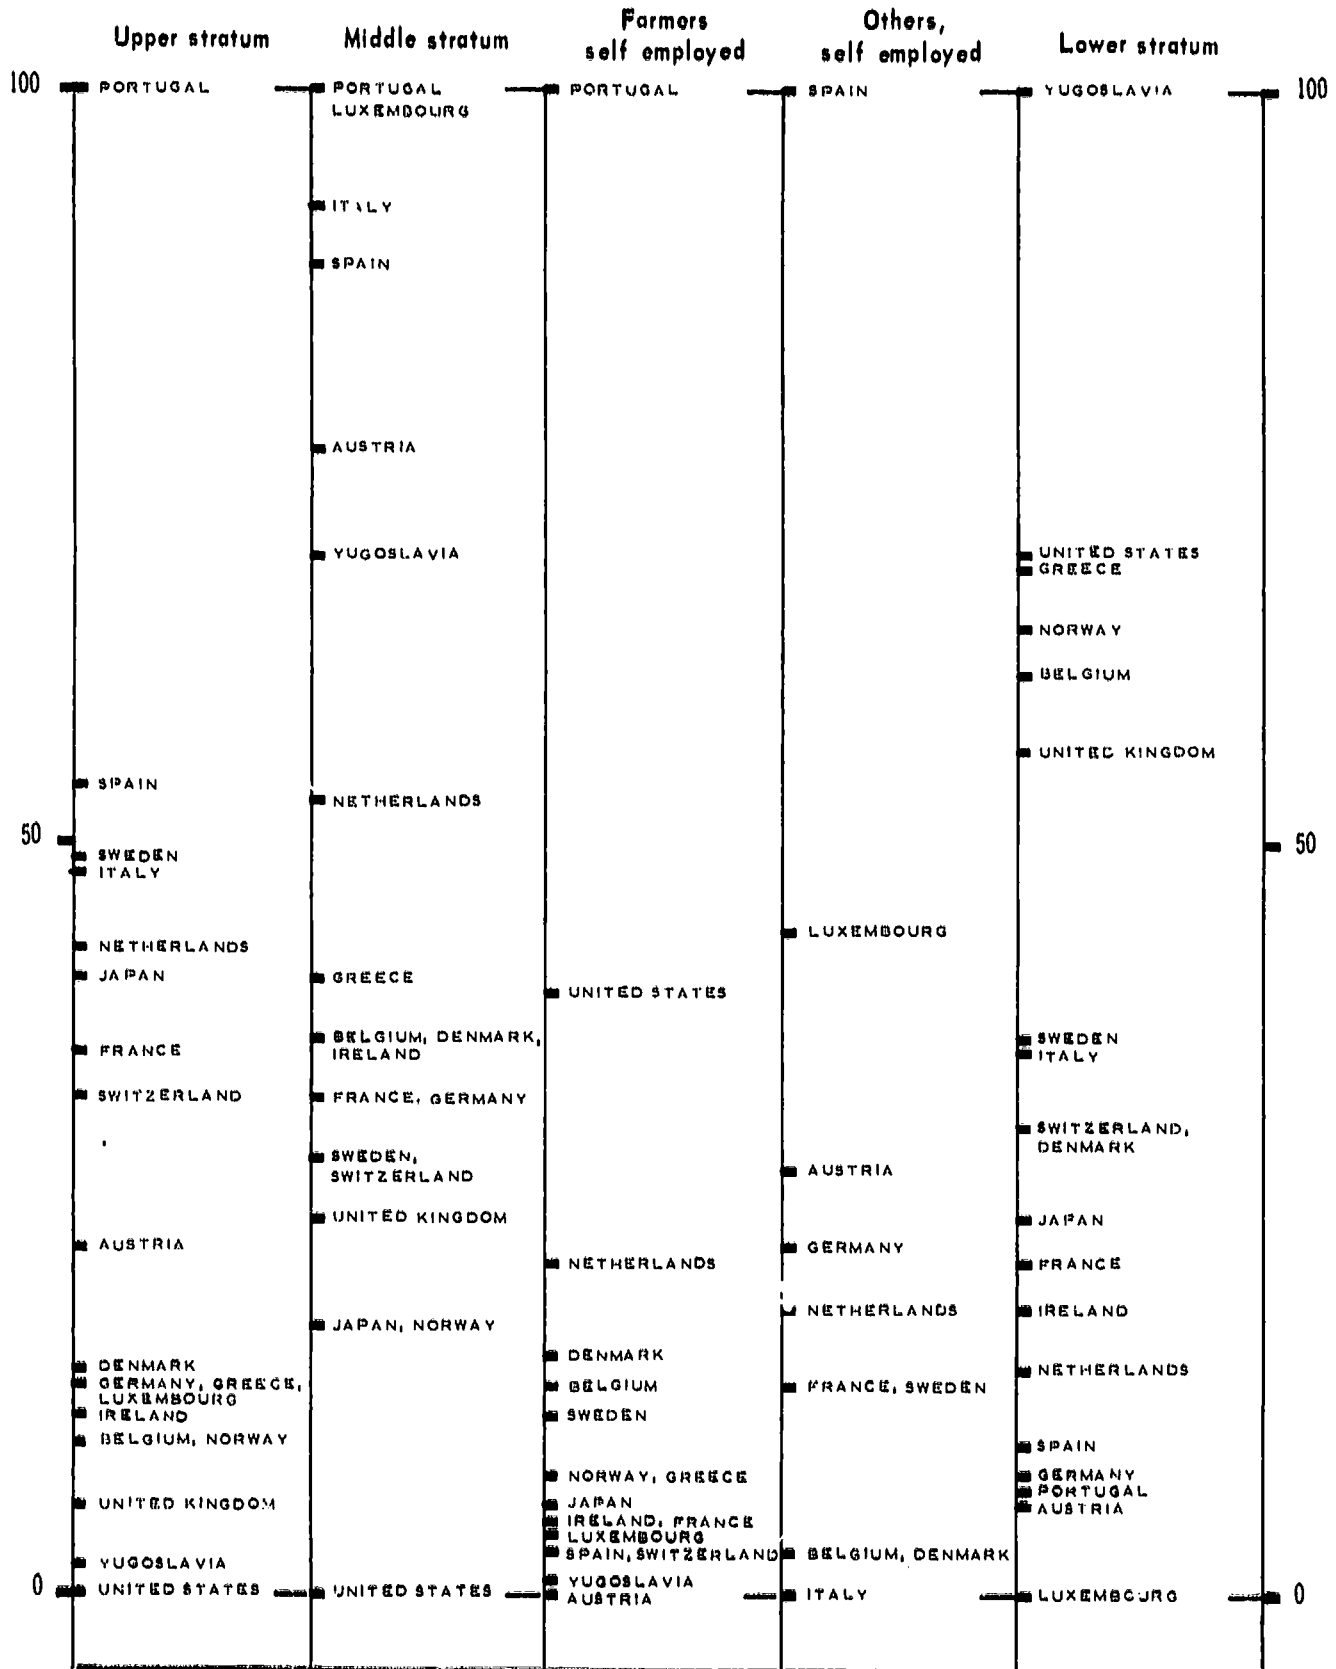 Upper stratum
Middle stratum
Farmors
self employed
Others,
self employed
Lower stratum
100
50
0
PORTUGAL
SPAIN
SWEDEN
ITALY
NETHERLANDS
JAPAN
FRANCE
SWITZERLAND
AUSTRIA
DENMARK
GERMANY, GREECE,
LUXEMBOURG
IRELAND
BELGIUM, NORWAY
UNITED KINGDOM
YUGOSLAVIA
UNITED STATES
PORTUGAL
LUXEMBOURG
ITALY
SPAIN
AUSTRIA
YUGOSLAVIA
NETHERLANDS
GREECE
BELGIUM, DENMARK,
IRELAND
FRANCE, GERMANY
SWEDEN,
SWITZERLAND
UNITED KINGDOM
JAPAN, NORWAY
UNITED STATES
PORTUGAL
UNITED STATES
NETHERLANDS
DENMARK
BELGIUM
SWEDEN
NORWAY, GREECE
JAPAN
IRELAND, FRANCE
LUXEMBOURG
SPAIN, SWITZERLAND
YUGOSLAVIA
AUSTRIA
SPAIN
LUXEMBOURG
AUSTRIA
GERMANY
NETHERLANDS
FRANCE, SWEDEN
BELGIUM, DENMARK
ITALY
YUGOSLAVIA
UNITED STATES
GREECE
NORWAY
BELGIUM
UNITED KINGDOM
SWEDEN
ITALY
SWITZERLAND,
DENMARK
JAPAN
FRANCE
IRELAND
NETHERLANDS
SPAIN
GERMANY
PORTUGAL
AUSTRIA
LUXEMBOURG
100
50
0